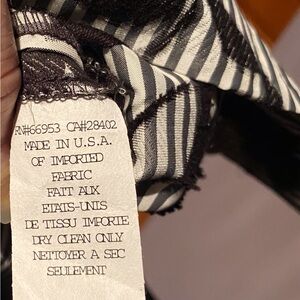 RN#66953 CA#28402
MADE IN U.S.A.
OF IMPORTED
FABRIC
FAIT AUX
ETATS-UNIS
DE TISSU IMPORTE
DRY CLEAN ONLY
NETTOYER A SEC
SEULEMENT